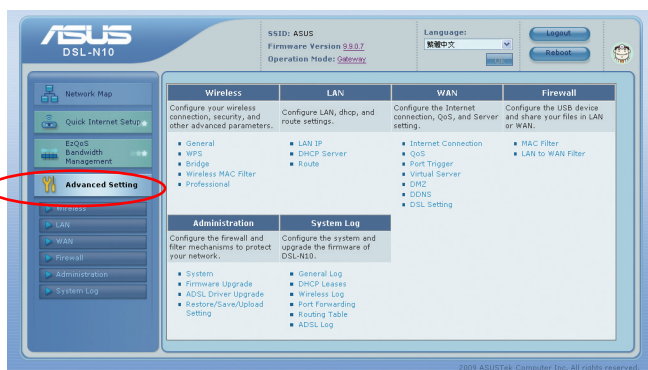 ASUS
DSL-N10
SSID: ASUS
Firmware Version 9.9.0.7
Operation Mode: Gateway
Language:
繁體中文
Logout
Reboot
Network Map
Quick Internet Setup
EzQoS
Bandwidth
Management
Advanced Setting
Wireless
LAN
WAN
Firewall
Administration
System Log
Wireless
Configure your wireless
connection, security, and
other advanced parameters.
General
WPS
Bridge
Wireless MAC Filter
Professional
LAN
Configure LAN, dhcp, and
route settings.
LAN IP
DHCP Server
Route
WAN
Configure the Internet
Connection, QoS, and Server
setting.
Internet Connection
QoS
Port Trigger
Virtual Server
DMZ
DDNS
DSL Setting
Firewall
Configure the USB device
and share your files in LAN
or WAN.
MAC Filter
LAN to WAN Filter
Administration
Configure the firewall and
filter mechanisms to protect
your network.
System
Firmware Upgrade
ADSL Driver Upgrade
Restore/Save/Upload
Setting
System Log
Configure the system and
upgrade the firmware of
DSL-N10.
General Log
DHCP Leases
Wireless Log
Port Forwarding
Routing Table
ADSL Log
2009 ASUSTek Computer Inc. All rights reserved.